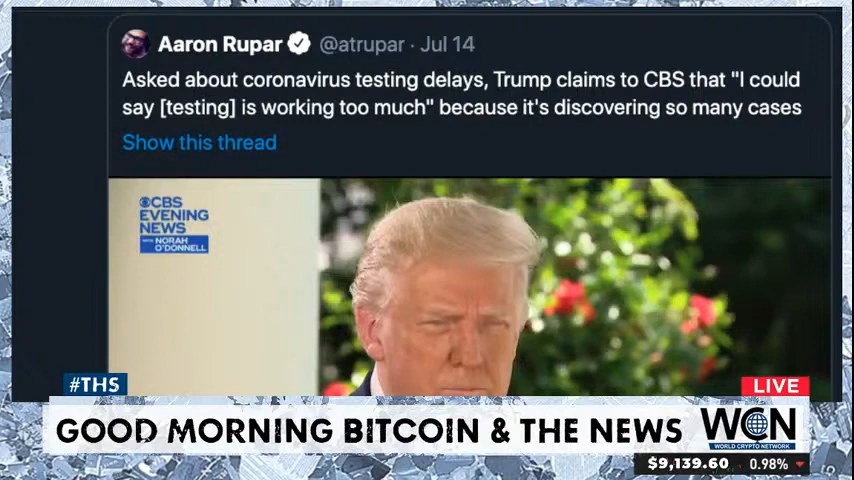 Aaron Rupar @atrupar · Jul 14
Asked about coronavirus testing delays, Trump claims to CBS that "I could
say [testing] is working too much" because it's discovering so many cases
Show this thread
CBS
EVENING
NEWS
WITH NORAH
O'DONNELL
#THS
LIVE
GOOD MORNING BITCOIN & THE NEWS
WCN
WORLD CRYPTO NETWORK
$9,139.60 0.98%